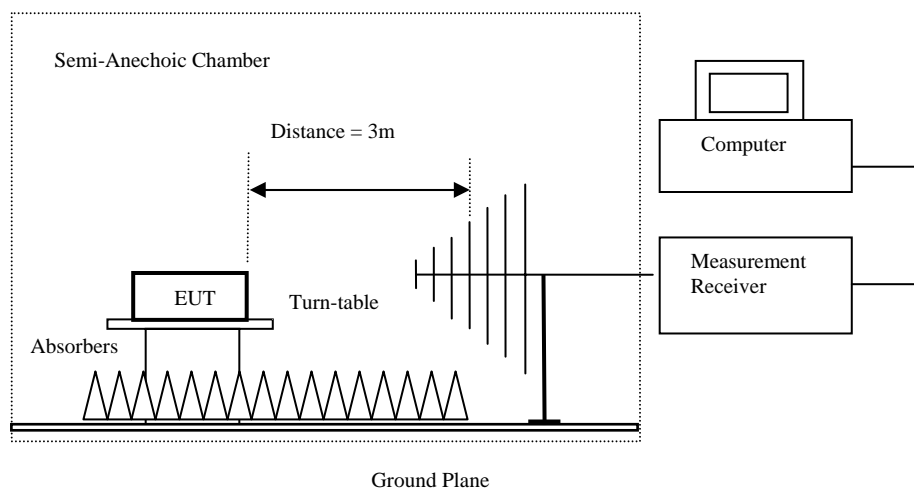 Semi-Anechoic Chamber
Distance = 3m
Computer
Measurement
Receiver
EUT
Turn-table
Absorbers
Ground Plane